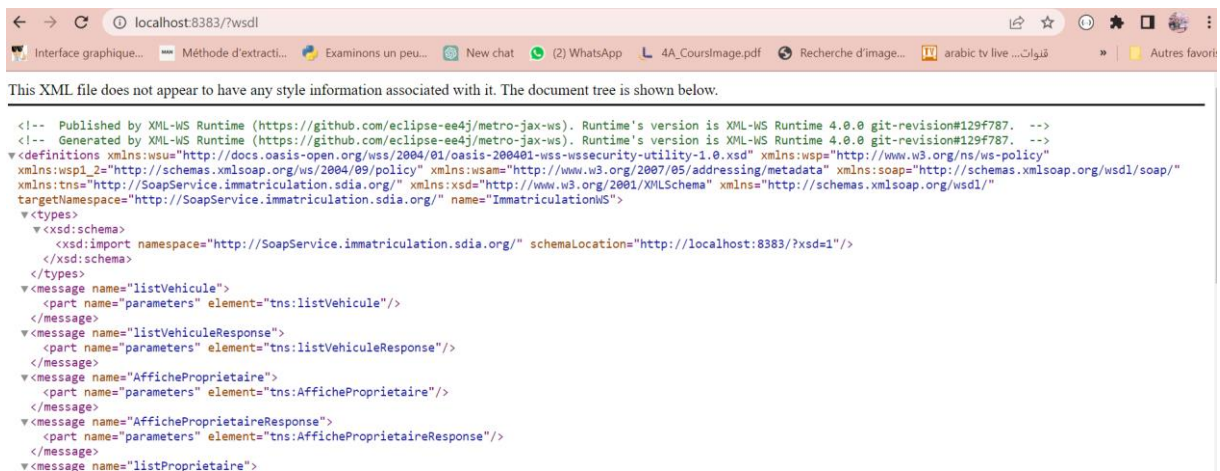 localhost:8383/?wsdl
Interface graphique... Méthode d'extracti... Examinons un peu... New chat (2) WhatsApp 4A_CoursImage.pdf Recherche d'image... arabic tv live ...قنوات » Autres favoris
This XML file does not appear to have any style information associated with it. The document tree is shown below.
<!-- Published by XML-WS Runtime (https://github.com/eclipse-ee4j/metro-jax-ws). Runtime's version is XML-WS Runtime 4.0.0 git-revision#129f787. -->
<!-- Generated by XML-WS Runtime (https://github.com/eclipse-ee4j/metro-jax-ws). Runtime's version is XML-WS Runtime 4.0.0 git-revision#129f787. -->
▼<definitions xmlns:wsu="http://docs.oasis-open.org/wss/2004/01/oasis-200401-wss-wssecurity-utility-1.0.xsd" xmlns:wsp="http://www.w3.org/ns/ws-policy"
xmlns:wsp1_2="http://schemas.xmlsoap.org/ws/2004/09/policy" xmlns:wsam="http://www.w3.org/2007/05/addressing/metadata" xmlns:soap="http://schemas.xmlsoap.org/wsdl/soap/"
xmlns:tns="http://SoapService.immatriculation.sdia.org/" xmlns:xsd="http://www.w3.org/2001/XMLSchema" xmlns="http://schemas.xmlsoap.org/wsdl/"
targetNamespace="http://SoapService.immatriculation.sdia.org/" name="ImmatriculationWS">
▼<types>
▼<xsd:schema>
<xsd:import namespace="http://SoapService.immatriculation.sdia.org/" schemaLocation="http://localhost:8383/?xsd=1"/>
</xsd:schema>
</types>
▼<message name="listVehicule">
<part name="parameters" element="tns:listVehicule"/>
</message>
▼<message name="listVehiculeResponse">
<part name="parameters" element="tns:listVehiculeResponse"/>
</message>
▼<message name="AfficheProprietaire">
<part name="parameters" element="tns:AfficheProprietaire"/>
</message>
▼<message name="AfficheProprietaireResponse">
<part name="parameters" element="tns:AfficheProprietaireResponse"/>
</message>
▼<message name="listProprietaire">